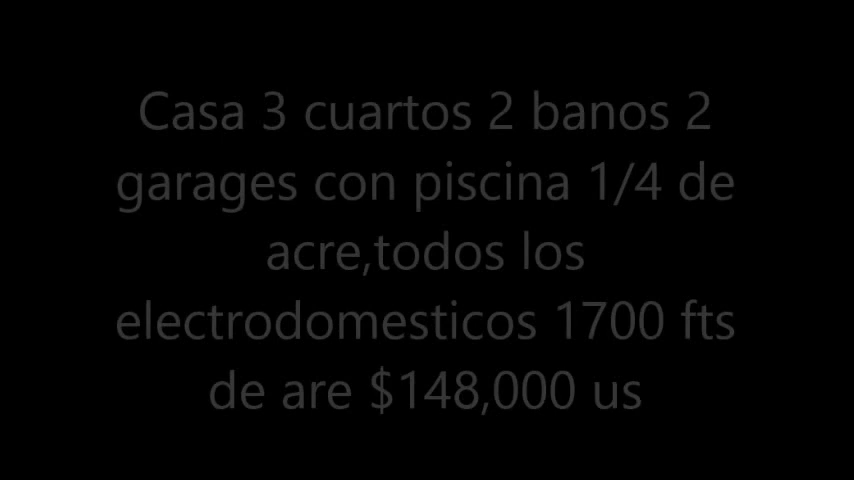 Casa 3 cuartos 2 banos 2
garages con piscina 1/4 de
acre,todos los
electrodomesticos 1700 fts
de are $148,000 us